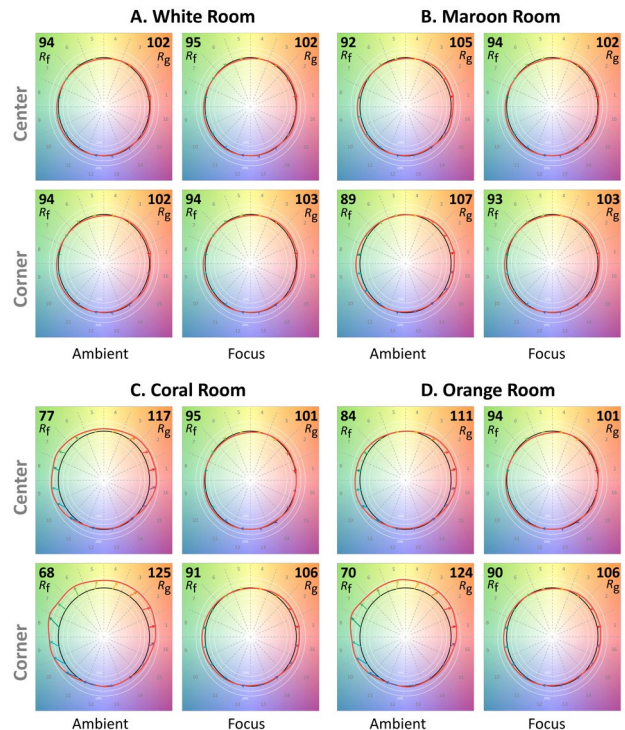 A. White Room
B. Maroon Room
94 102 95 102 92 105 94 102
Rf Rg Rf Rg Rf Rg Rf Rg
Center
94 102 94 103 89 107 93 103
Rf Rg Rf Rg Rf Rg Rf Rg
Corner
Ambient Focus Ambient Focus
C. Coral Room
D. Orange Room
77 117 95 101 84 111 94 101
Rf Rg Rf Rg Rf Rg Rf Rg
Center
68 125 91 106 70 124 90 106
Rf Rg Rf Rg Rf Rg Rf Rg
Corner
Ambient Focus Ambient Focus